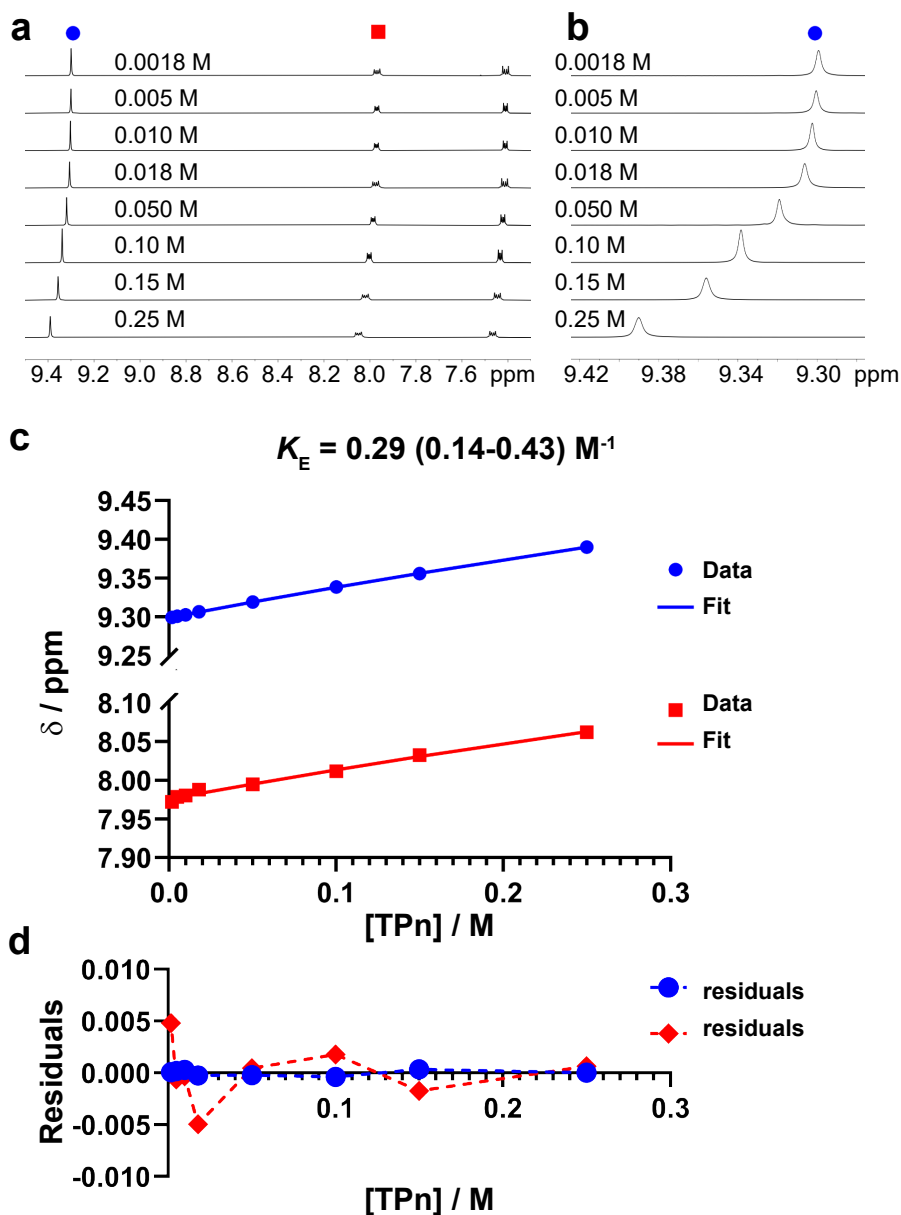 a
0.0018 M
0.005 M
0.010 M
0.018 M
0.050 M
0.10 M
0.15 M
0.25 M
9.4 9.2 9.0 8.8 8.6 8.4 8.2 8.0 7.8 7.6 ppm
b
0.0018 M
0.005 M
0.010 M
0.018 M
0.050 M
0.10 M
0.15 M
0.25 M
9.42 9.38 9.34 9.30 ppm
c
K_E = 0.29 (0.14-0.43) M⁻¹
9.45
9.40
9.35
9.30
9.25
8.10
8.05
8.00
7.95
7.90
δ / ppm
Data
Fit
Data
Fit
0.0 0.1 0.2 0.3
[TPn] / M
d
0.010
0.005
0.000
-0.005
-0.010
Residuals
residuals
residuals
0.1 0.2 0.3
[TPn] / M